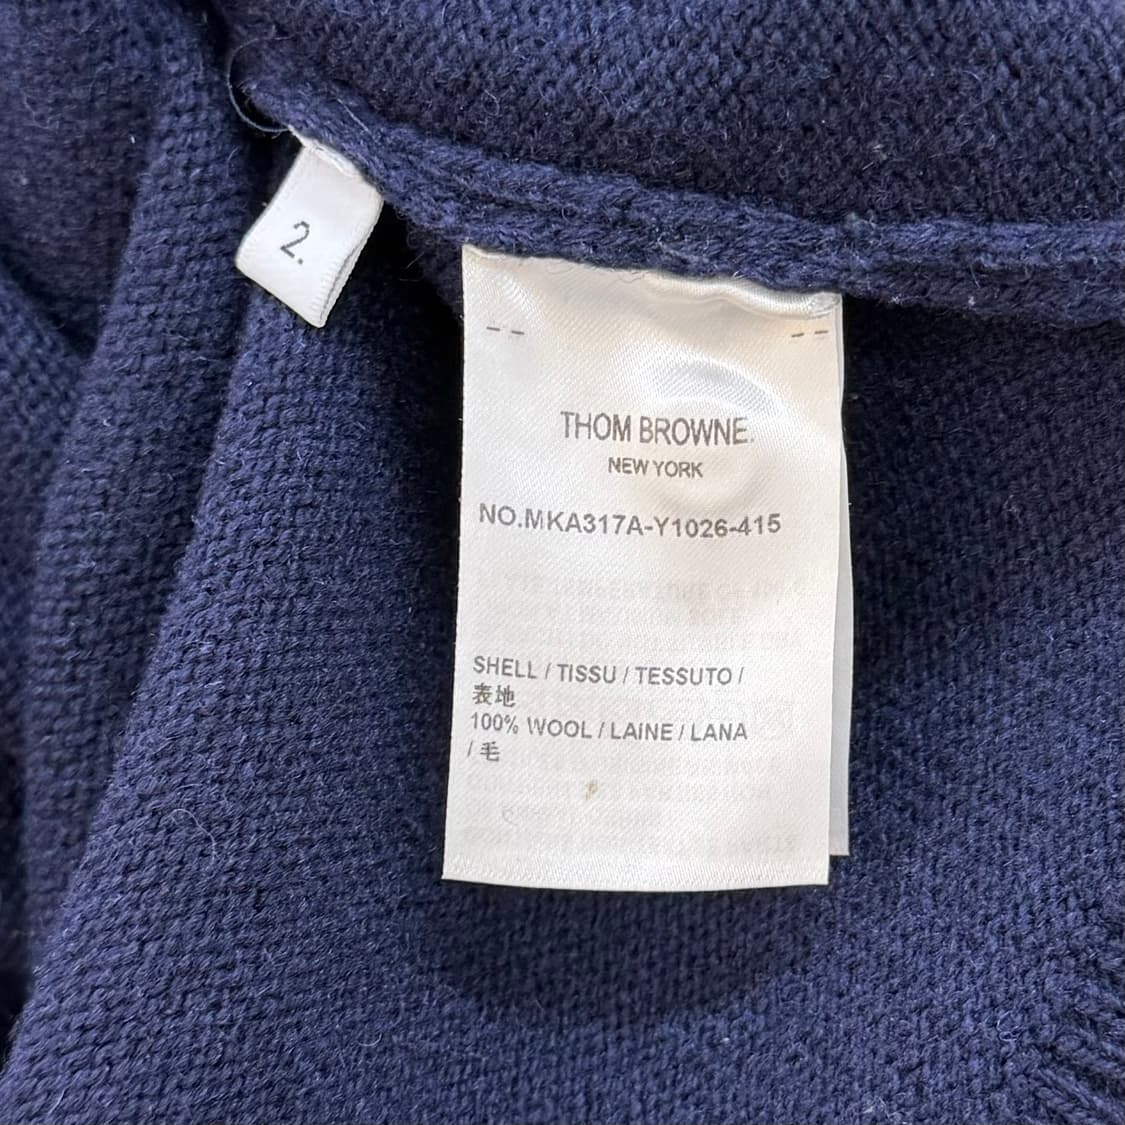 2.
THOM BROWNE.
NEW YORK
NO.MKA317A-Y1026-415
SHELL / TISSU / TESSUTO /
表地
100% WOOL / LAINE / LANA
/ 毛